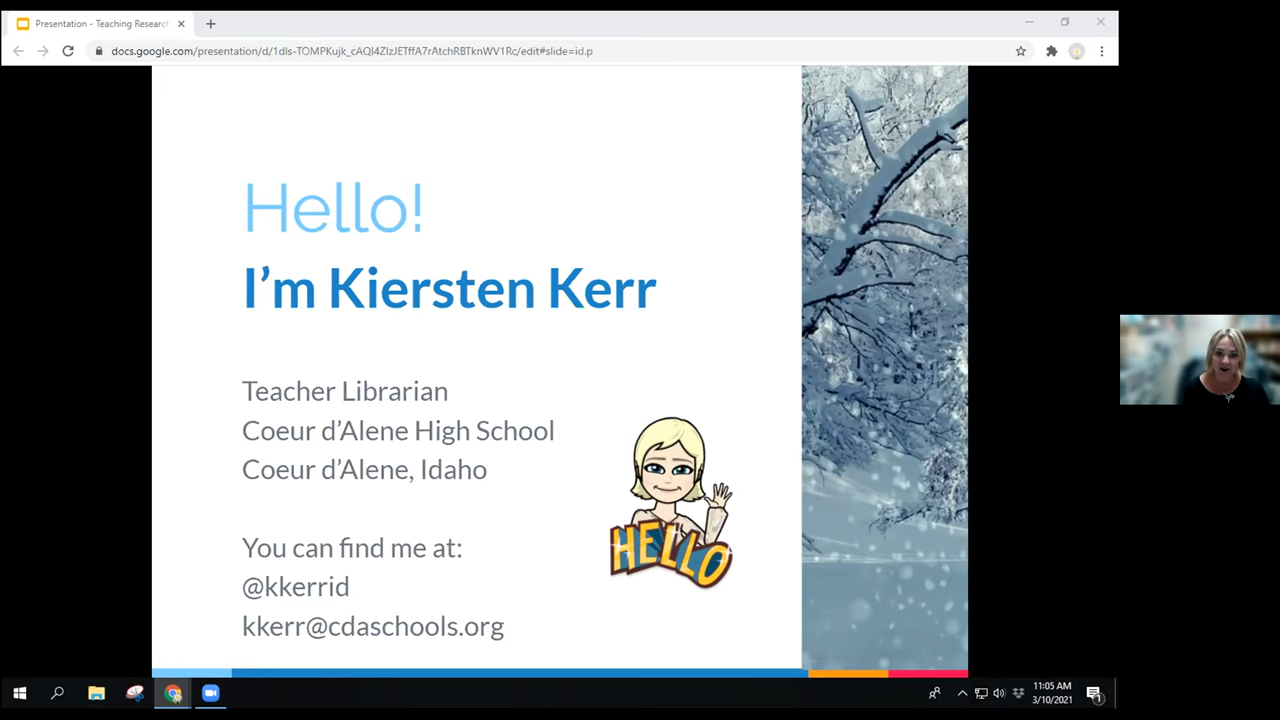 Presentation - Teaching Research
docs.google.com/presentation/d/1dls-TOMPKujk_cAQI4ZlzJETffA7rAtchRBTknWV1Rc/edit#slide=id.p
Hello!
I’m Kiersten Kerr
Teacher Librarian
Coeur d’Alene High School
Coeur d’Alene, Idaho
HELLO
You can find me at:
@kkerrid
kkerr@cdaschools.org
11:05 AM
3/10/2021
1